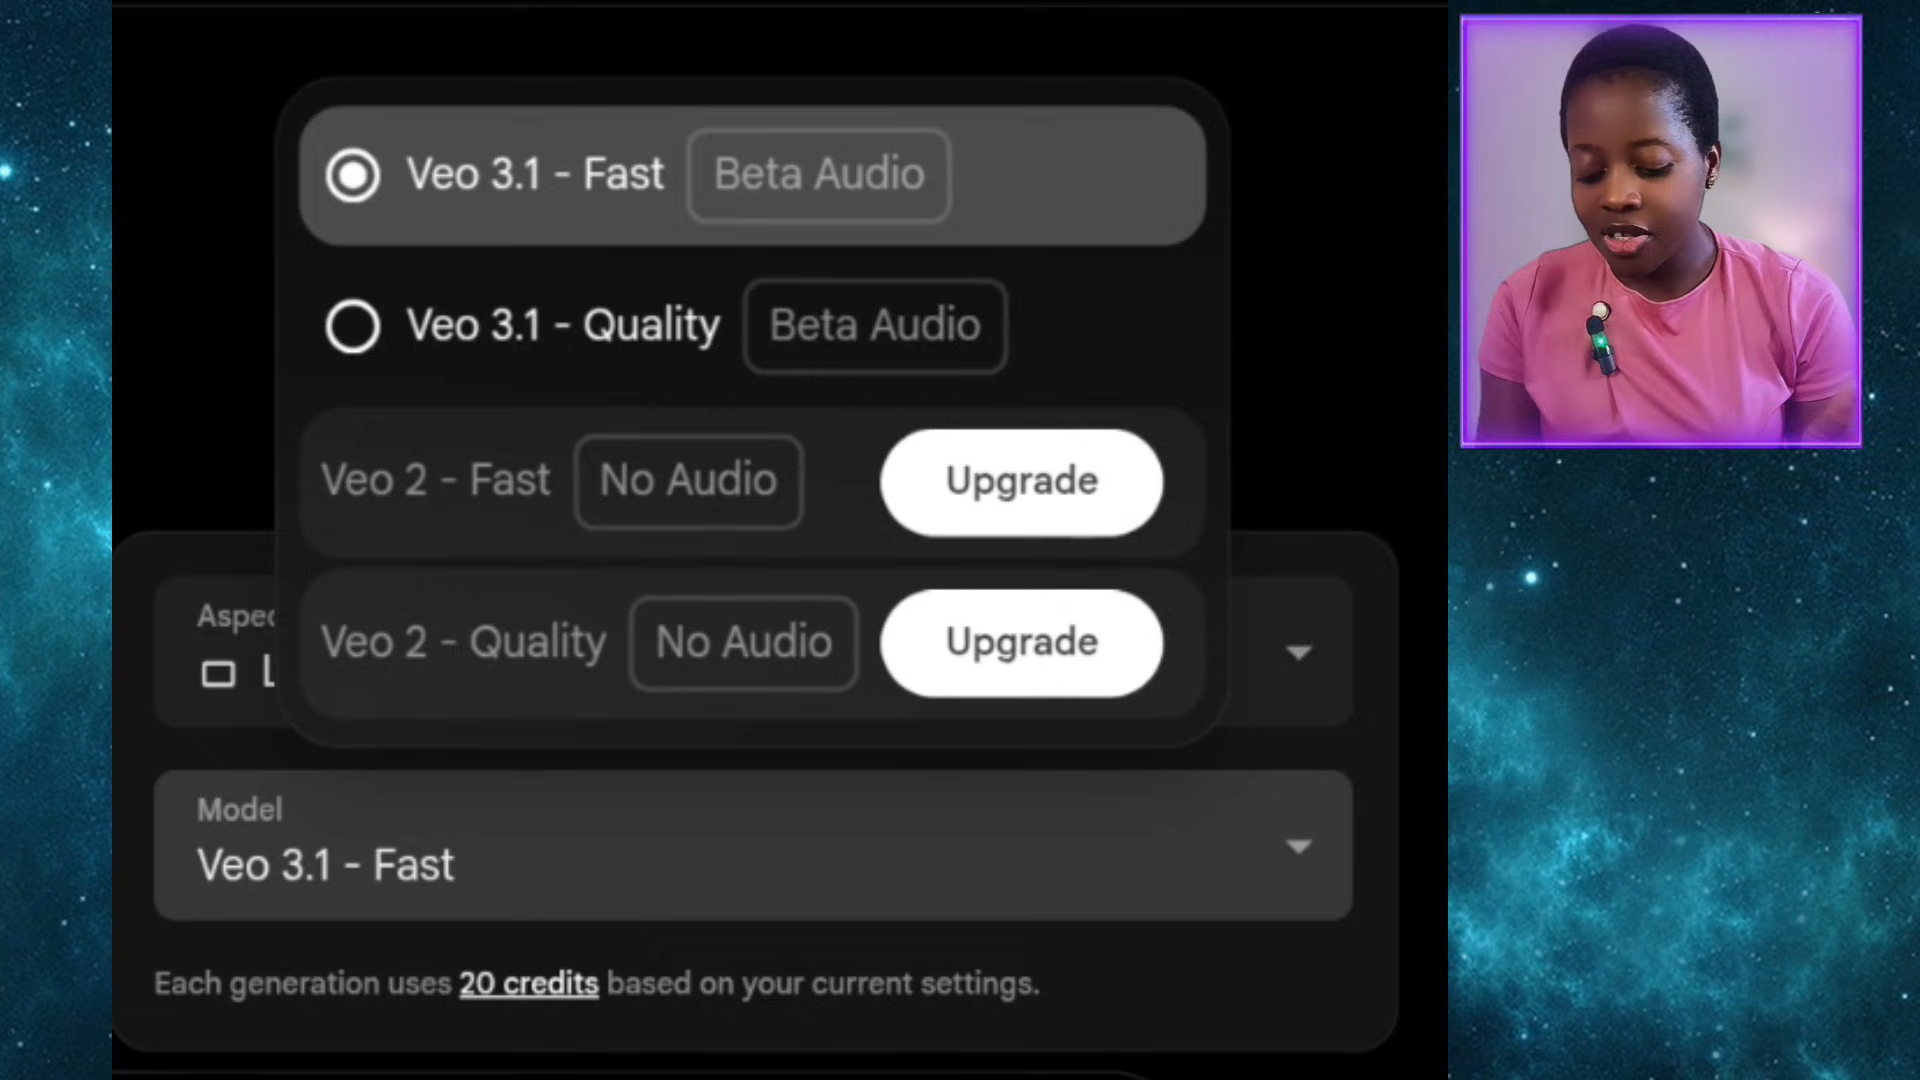 Veo 3.1 - Fast Beta Audio
Veo 3.1 - Quality Beta Audio
Veo 2 - Fast No Audio Upgrade
Veo 2 - Quality No Audio Upgrade
Model
Veo 3.1 - Fast
Each generation uses 20 credits based on your current settings.